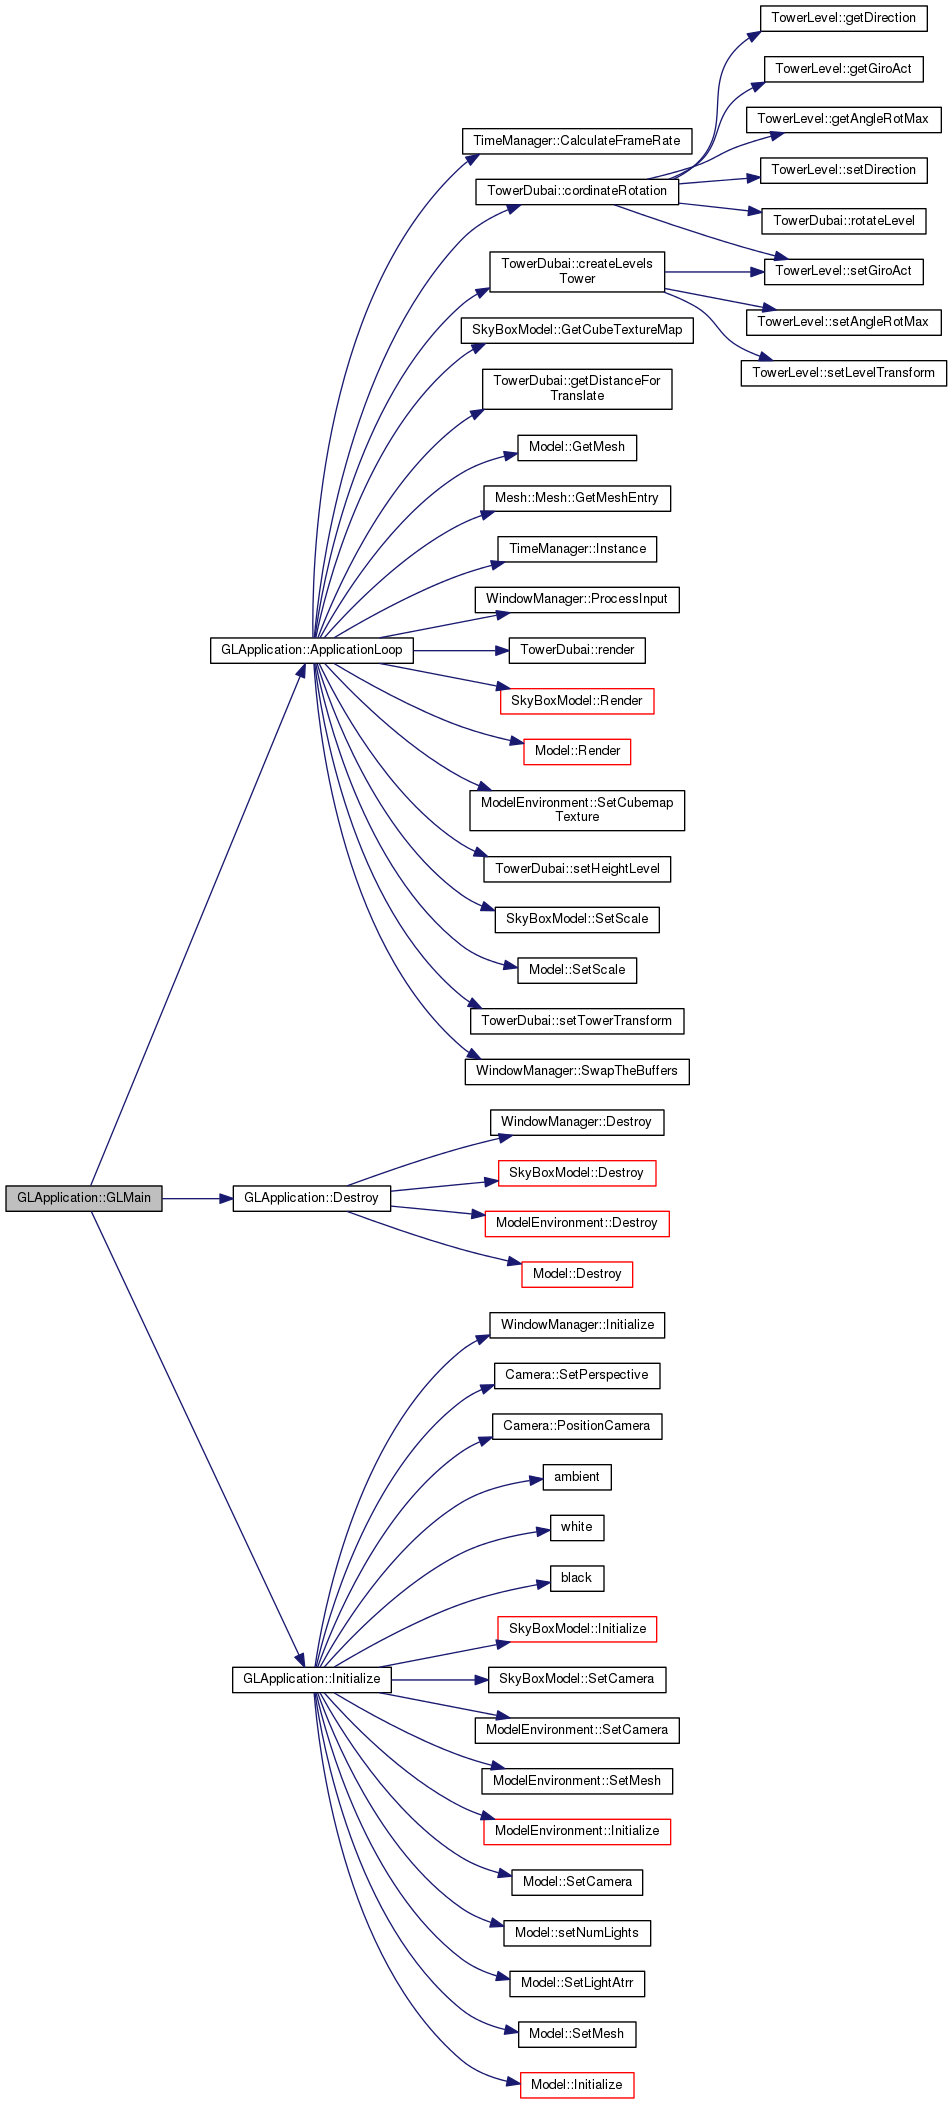 TowerLevel::getDirection
TowerLevel::getGiroAct
TowerLevel::getAngleRotMax
TimeManager::CalculateFrameRate
TowerLevel::setDirection
TowerDubai::cordinateRotation
TowerDubai::rotateLevel
TowerDubai::createLevels
Tower
TowerLevel::setGiroAct
TowerLevel::setAngleRotMax
SkyBoxModel::GetCubeTextureMap
TowerLevel::setLevelTransform
TowerDubai::getDistanceFor
Translate
Model::GetMesh
Mesh::Mesh::GetMeshEntry
TimeManager::Instance
WindowManager::ProcessInput
GLApplication::ApplicationLoop
TowerDubai::render
SkyBoxModel::Render
Model::Render
ModelEnvironment::SetCubemap
Texture
TowerDubai::setHeightLevel
SkyBoxModel::SetScale
Model::SetScale
TowerDubai::setTowerTransform
WindowManager::SwapTheBuffers
WindowManager::Destroy
SkyBoxModel::Destroy
GLApplication::GLMain
GLApplication::Destroy
ModelEnvironment::Destroy
Model::Destroy
WindowManager::Initialize
Camera::SetPerspective
Camera::PositionCamera
ambient
white
black
SkyBoxModel::Initialize
GLApplication::Initialize
SkyBoxModel::SetCamera
ModelEnvironment::SetCamera
ModelEnvironment::SetMesh
ModelEnvironment::Initialize
Model::SetCamera
Model::setNumLights
Model::SetLightAtrr
Model::SetMesh
Model::Initialize